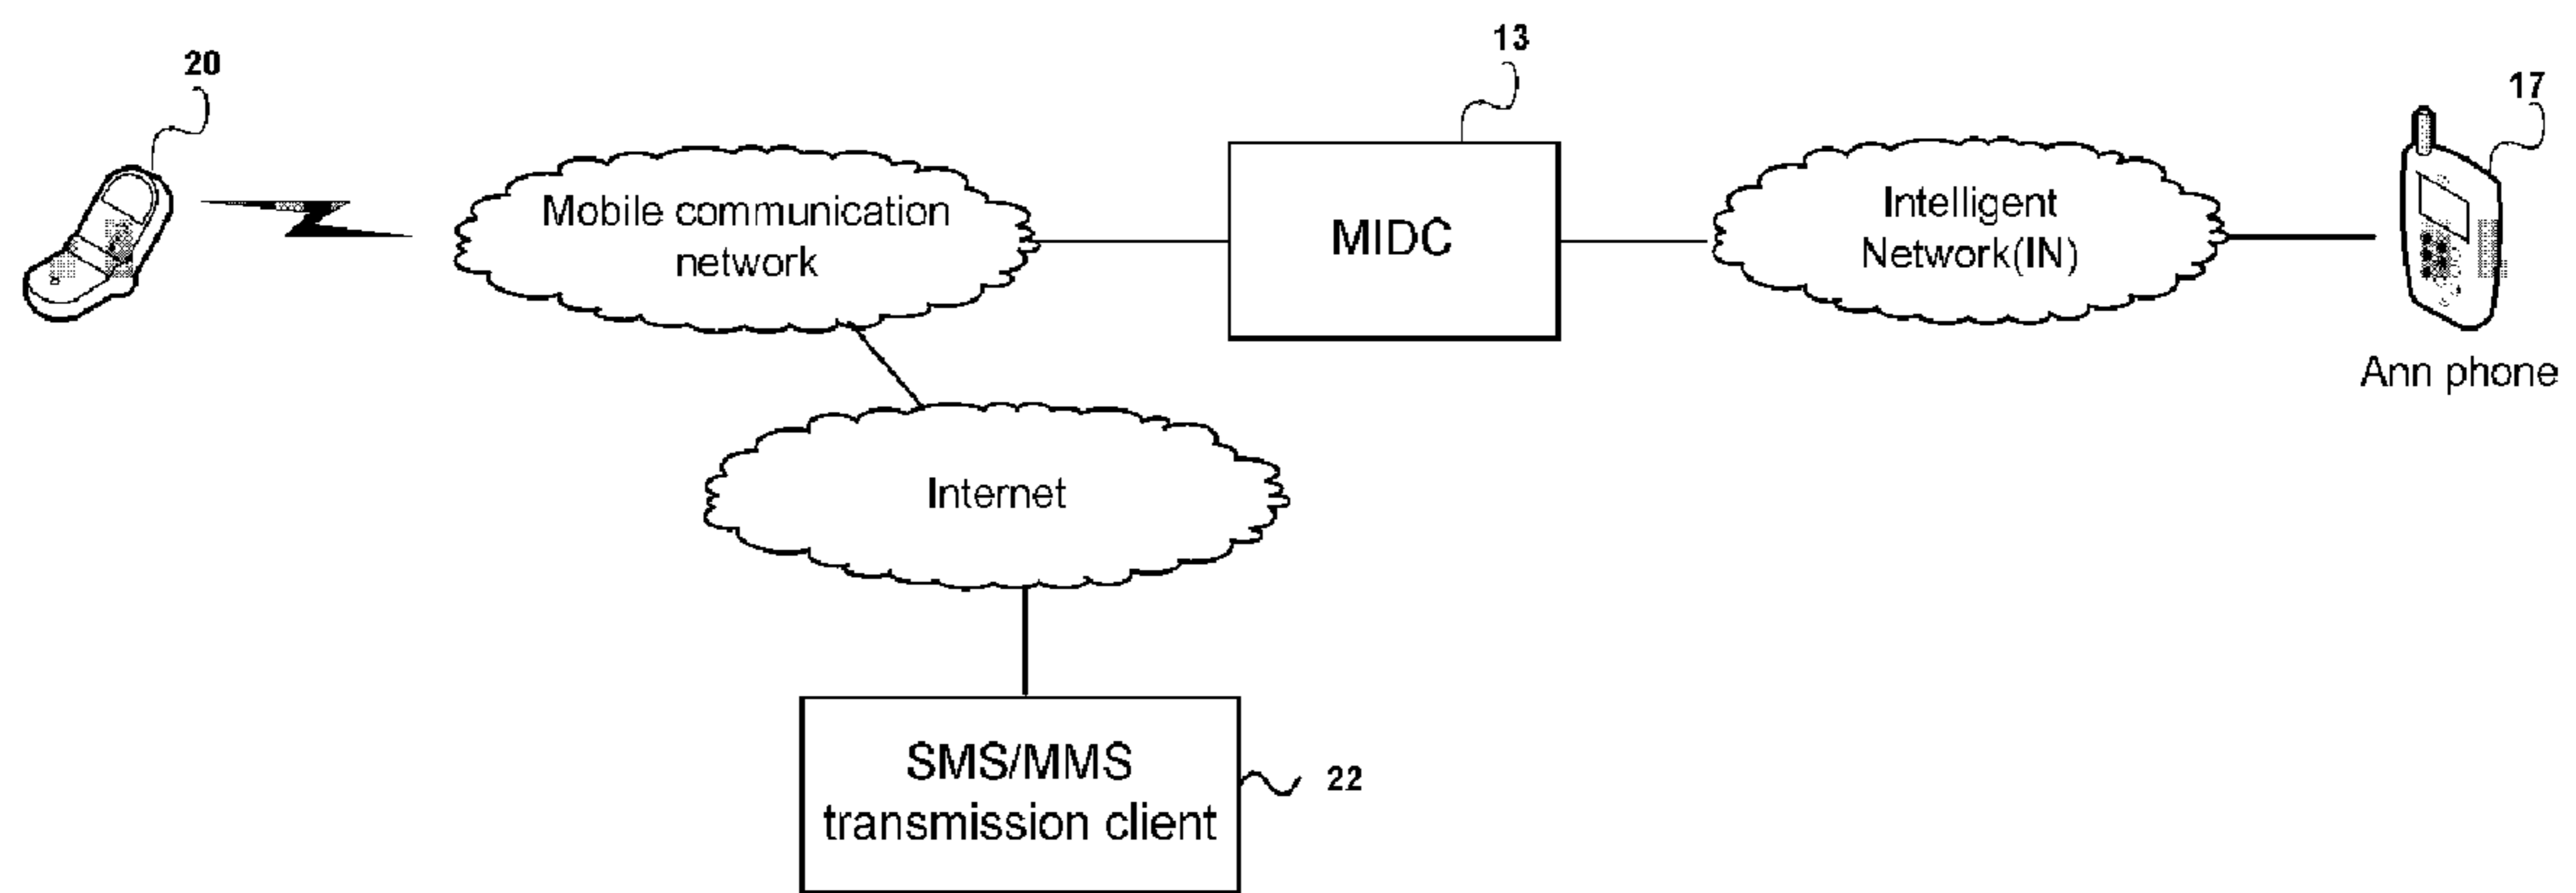 20
13
17
Mobile communication
network
MIDC
Intelligent
Network(IN)
Ann phone
Internet
SMS/MMS
transmission client
22